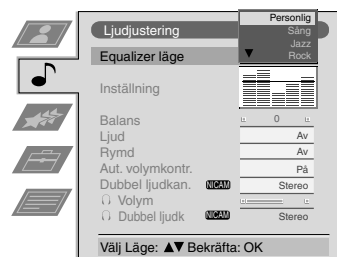 Ljudjustering
Personlig
Sång
Jazz
Rock
Equalizer läge
Inställning
Balans 0
Ljud Av
Rymd Av
Aut. volymkontr. På
Dubbel ljudkan. NICAM Stereo
Volym
Dubbel ljudk NICAM Stereo
Välj Läge: ▲▼ Bekräfta: OK